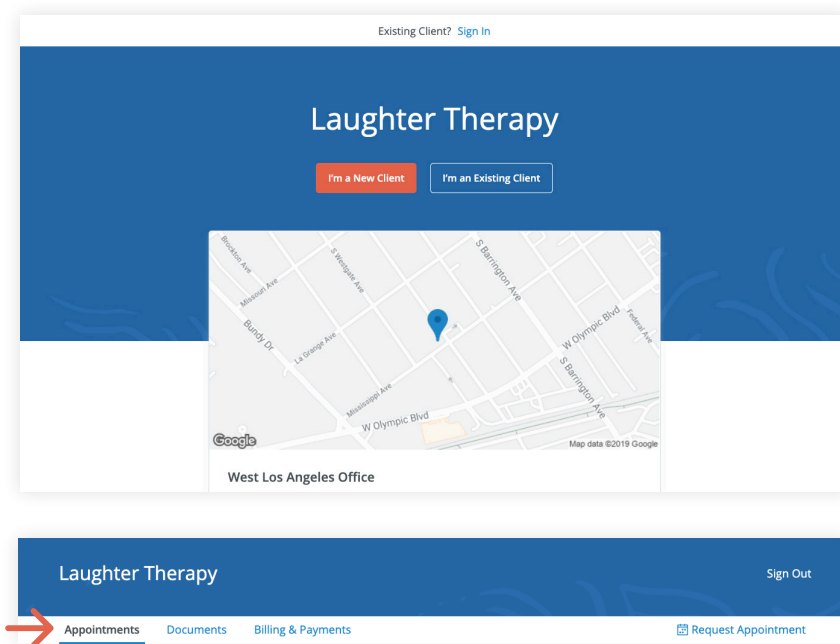 Existing Client? Sign In
Laughter Therapy
I'm a New Client
I'm an Existing Client
Brockton Ave
S Westgate Ave
S Barrington Ave
Missouri Ave
Bundy Dr
La Grange Ave
W Olympic Blvd
Federal Ave
S Barrington Ave
Mississippi Ave
W Olympic Blvd
Google
Map data ©2019 Google
West Los Angeles Office
Laughter Therapy
Sign Out
Appointments Documents Billing & Payments Request Appointment